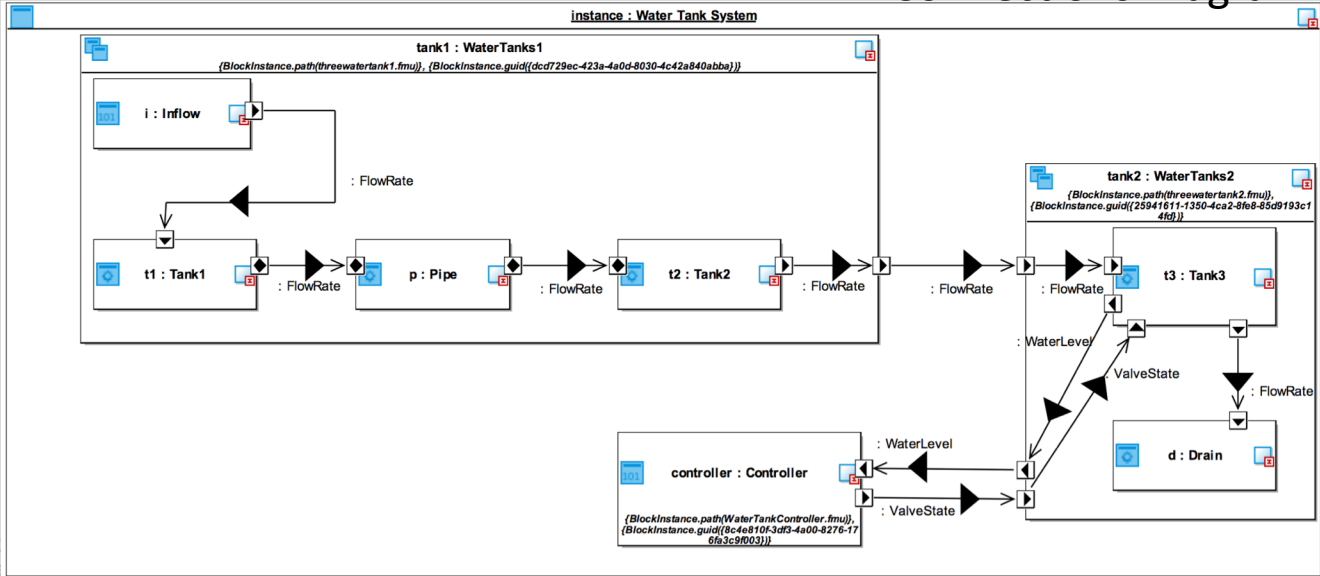 instance : Water Tank System
tank1 : WaterTanks1
{BlockInstance.path(threewatertank1.fmu)}, {BlockInstance.guid({dcd729ec-423a-4a0d-8030-4c42a840abba})}
101
i : Inflow
: FlowRate
t1 : Tank1
: FlowRate
p : Pipe
: FlowRate
t2 : Tank2
: FlowRate
: FlowRate
tank2 : WaterTanks2
{BlockInstance.path(threewatertank2.fmu)},
{BlockInstance.guid({25941611-1350-4ca2-8fe8-85d9193c1
4fd})}
: FlowRate
t3 : Tank3
: WaterLevel
: ValveState
: FlowRate
d : Drain
: WaterLevel
101
controller : Controller
: ValveState
{BlockInstance.path(WaterTankController.fmu)},
{BlockInstance.guid({8c4e810f-3df3-4a00-8276-17
6fa3c9f003})}